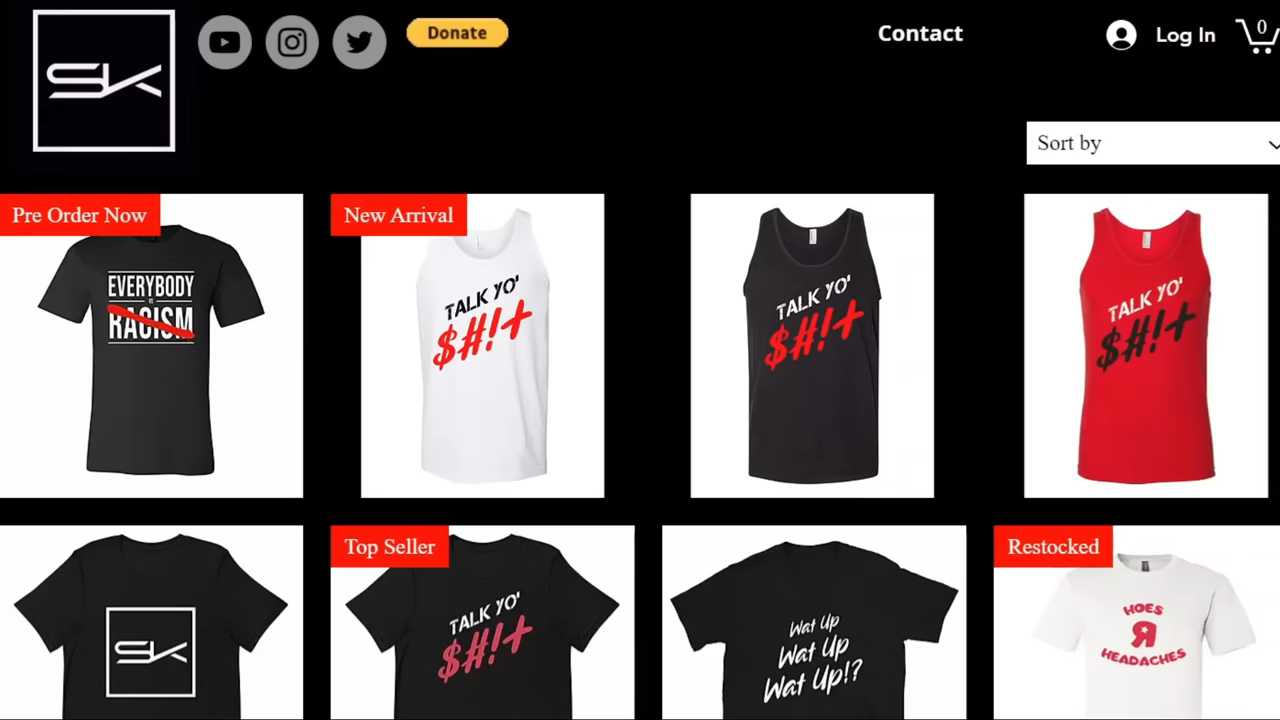 SK
Donate
Contact
Log In
0
Sort by
Pre Order Now
New Arrival
EVERYBODY
VS
RACISM
TALK YO'
$#!+
TALK YO'
$#!+
TALK YO'
$#!+
Top Seller
Restocked
SK
TALK YO'
$#!+
Wat Up
Wat Up
Wat Up!?
HOES
Я
HEADACHES